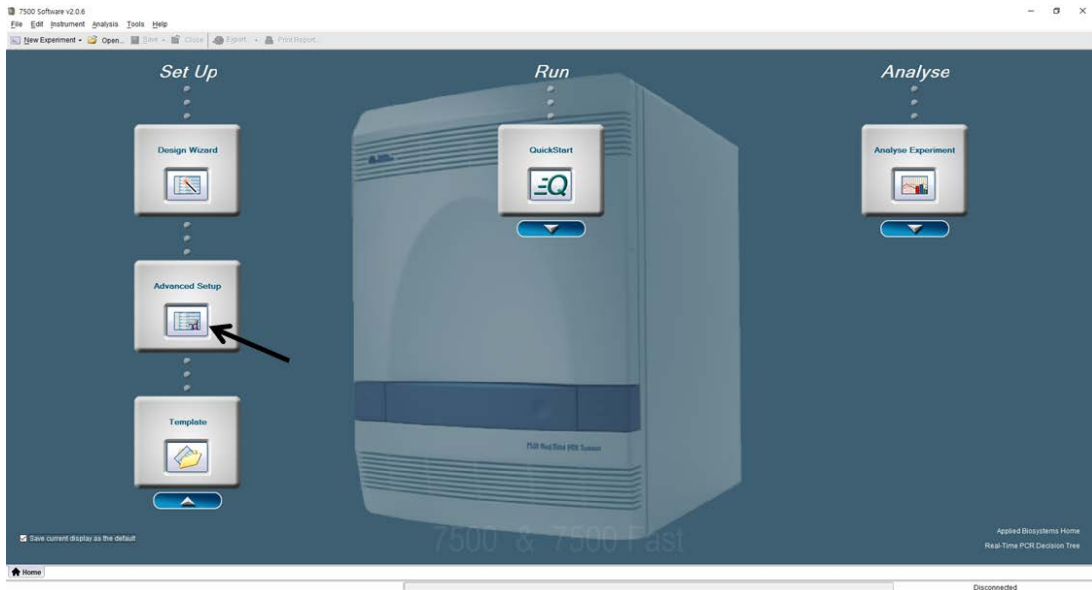 7500 Software v2.0.6
File Edit Instrument Analysis Tools Help
New Experiment Open... Save Close Export.. Print Report..
Set Up
Run
Analyse
Design Wizard
QuickStart
Analyse Experiment
Q
Advanced Setup
Template
7500 & 7500 Fast
Save current display as the default
Applied Biosystems Home
Real-Time PCR Decision Tree
Home
Disconnected